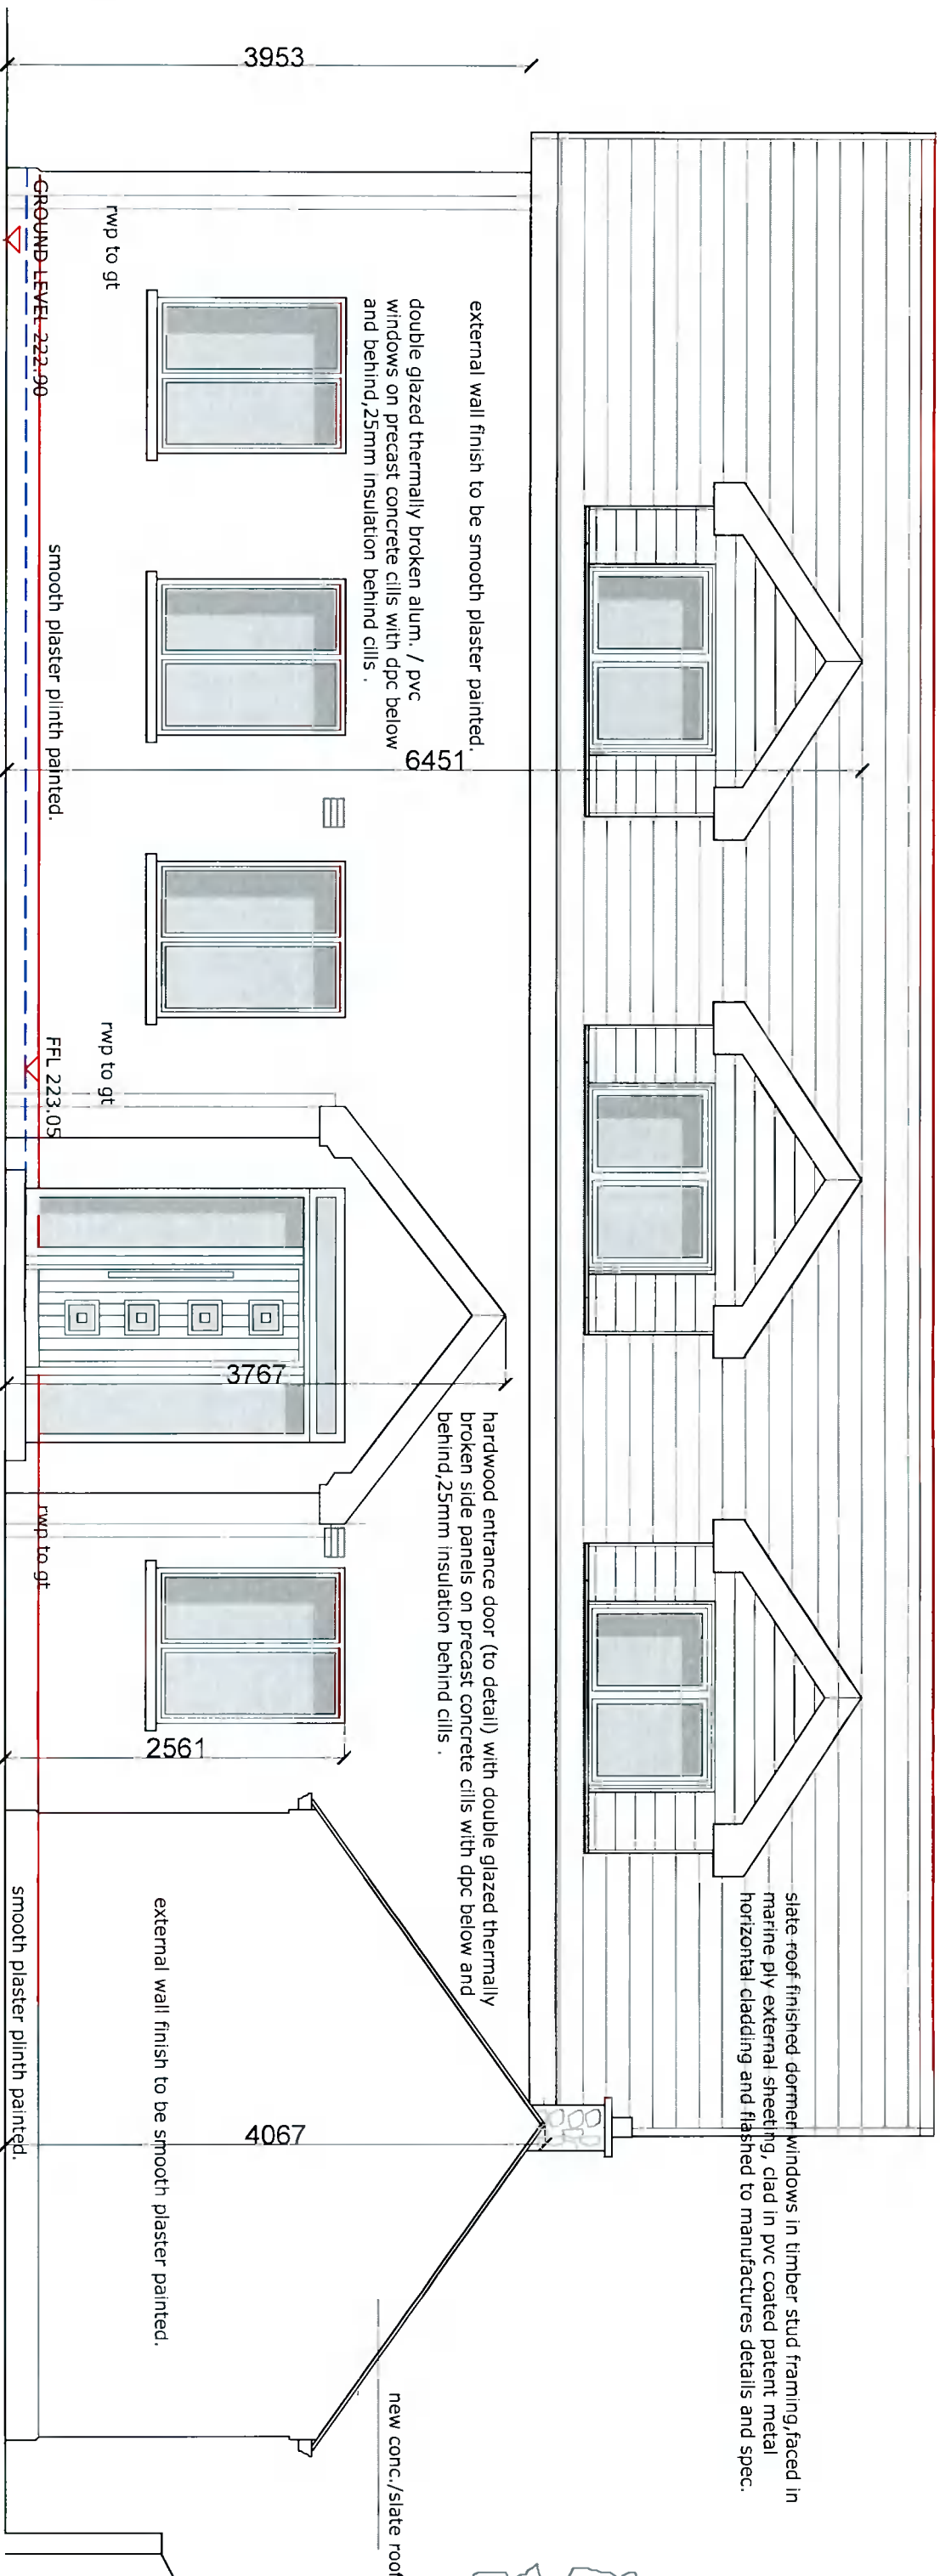 3953
slate roof finished dormer windows in timber stud framing,faced in
marine ply external sheeting, clad in pvc coated patent metal
horizontal cladding and flashed to manufactures details and spec.
6451
external wall finish to be smooth plaster painted.
double glazed thermally broken alum. / pvc
windows on precast concrete cills with dpc below
and behind,25mm insulation behind cills .
hardwood entrance door (to detail) with double glazed thermally
broken side panels on precast concrete cills with dpc below and
behind,25mm insulation behind cills .
new conc./slate roof
3767
4067
2561
external wall finish to be smooth plaster painted.
rwp to gt
rwp to gt
rwp to gt
GROUND LEVEL 222.90
smooth plaster plinth painted.
FFL 223.05
smooth plaster plinth painted.